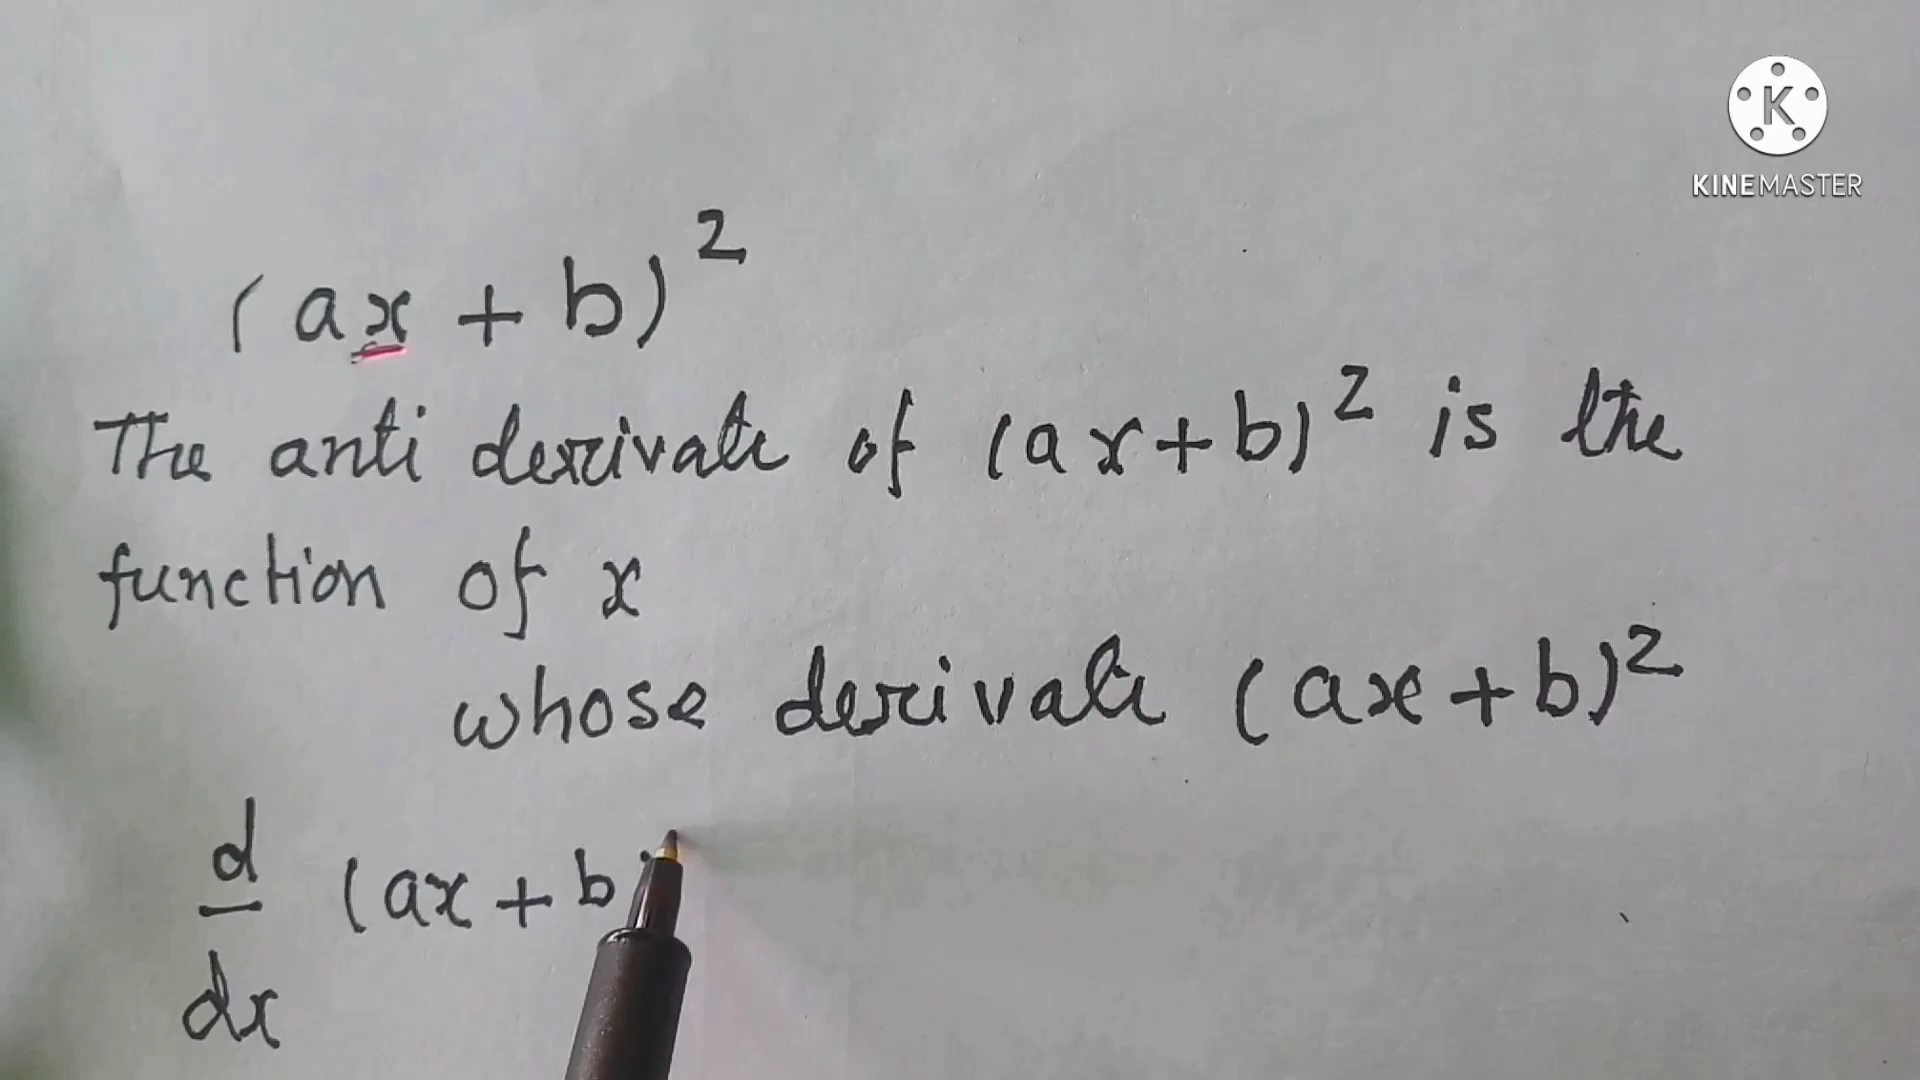 K
KINEMASTER
(ax + b)²
The anti derivate of (ax+b)² is the
function of x
whose derivate (ax+b)²
d
(ax+b)
dx